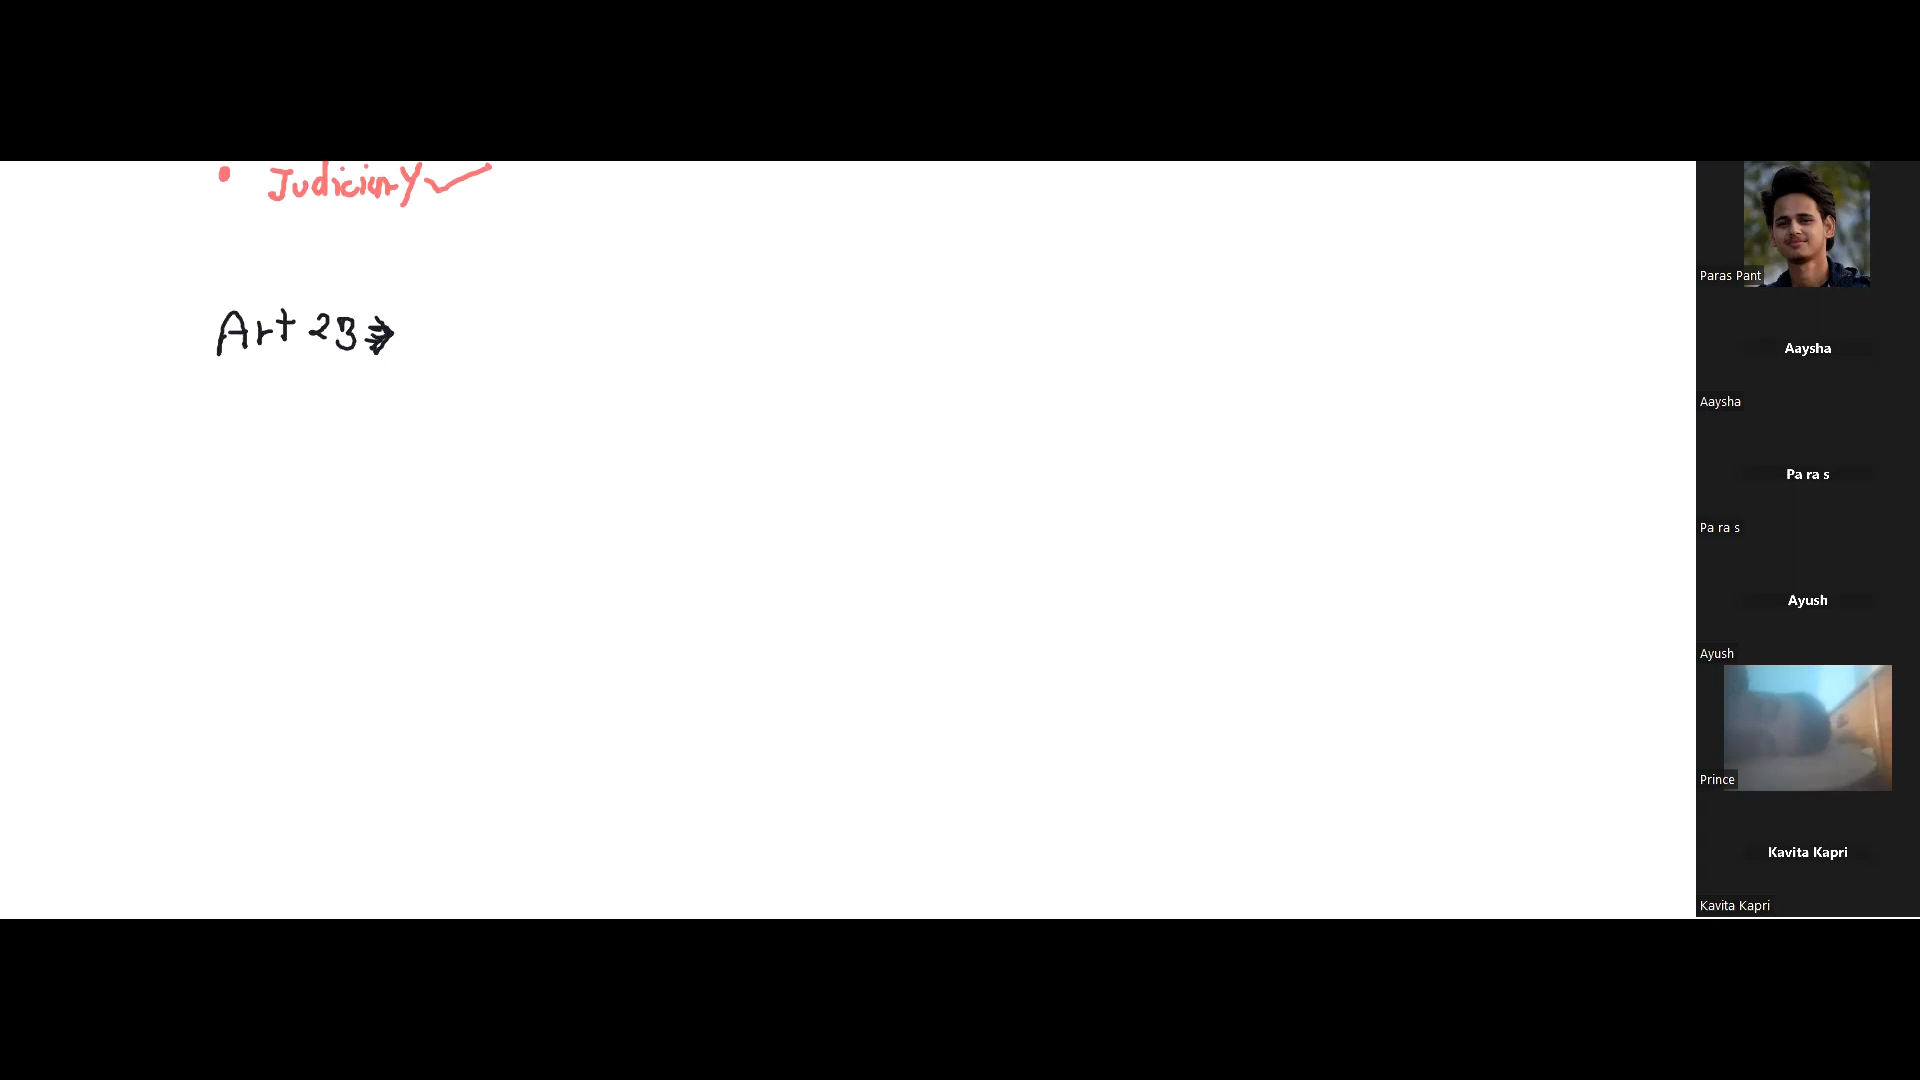 • Judiciary
Art 23 ⇒
Paras Pant
Aaysha
Aaysha
Pa ra s
Pa ra s
Ayush
Ayush
Prince
Kavita Kapri
Kavita Kapri